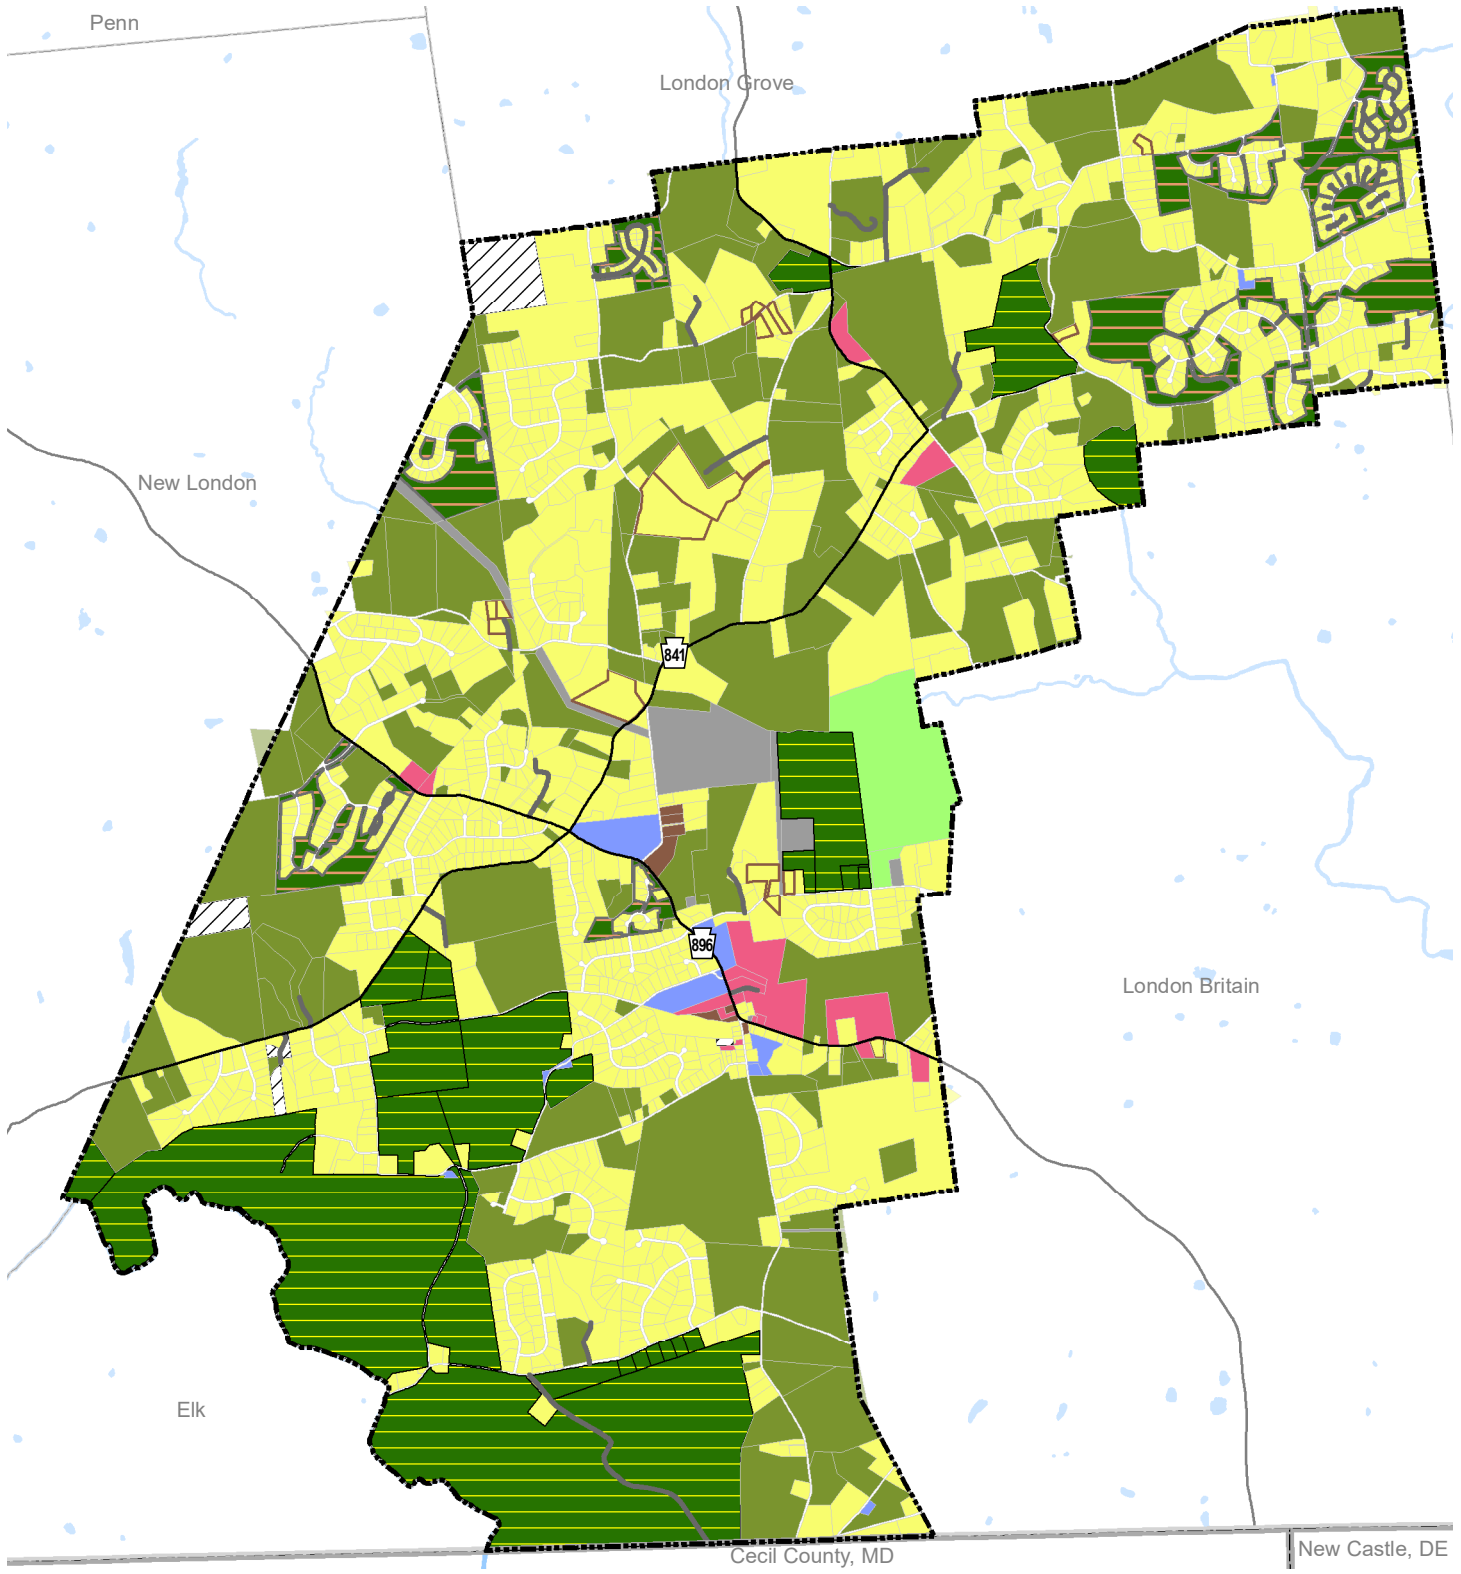 Penn
London Grove
New London
841
896
London Britain
Elk
Cecil County, MD
New Castle, DE